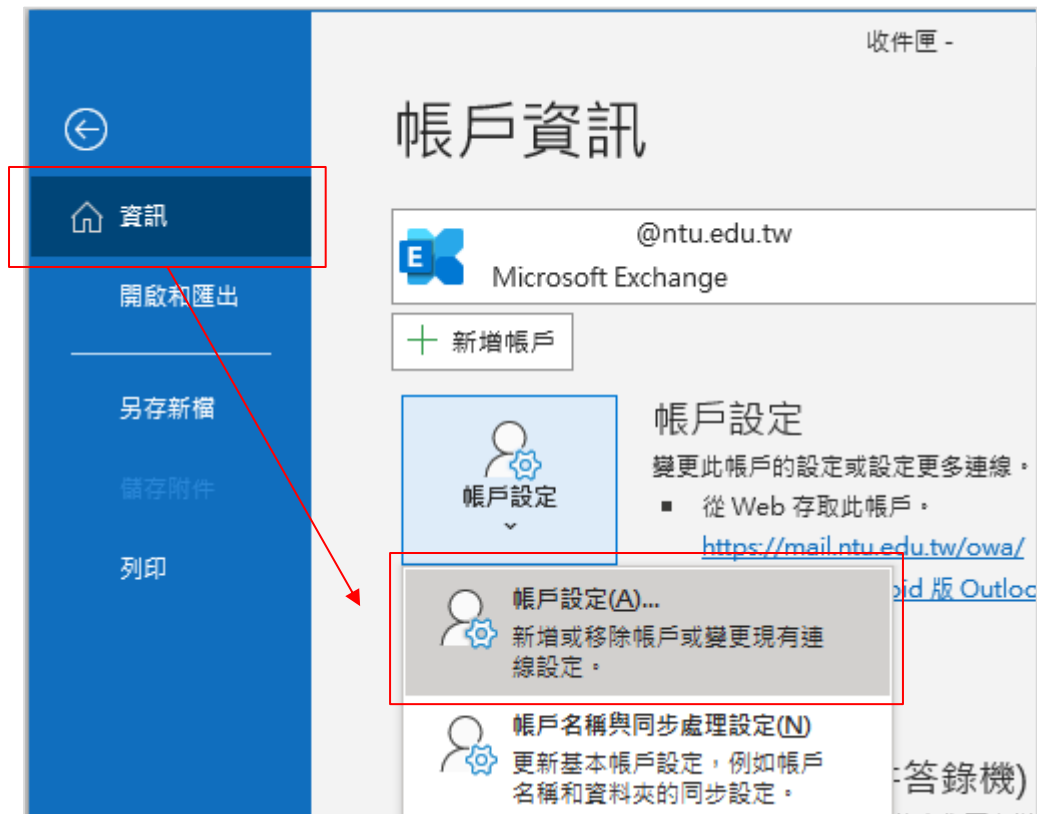 收件匣 -
帳戶資訊
資訊
開啟和匯出
另存新檔
儲存附件
列印
@ntu.edu.tw
Microsoft Exchange
新增帳戶
帳戶設定
帳戶設定
變更此帳戶的設定或設定更多連線。
■ 從 Web 存取此帳戶。
https://mail.ntu.edu.tw/owa/
版 Outloo
帳戶設定(A)...
新增或移除帳戶或變更現有連
線設定。
帳戶名稱與同步處理設定(N)
更新基本帳戶設定，例如帳戶
名稱和資料夾的同步設定。
答錄機)